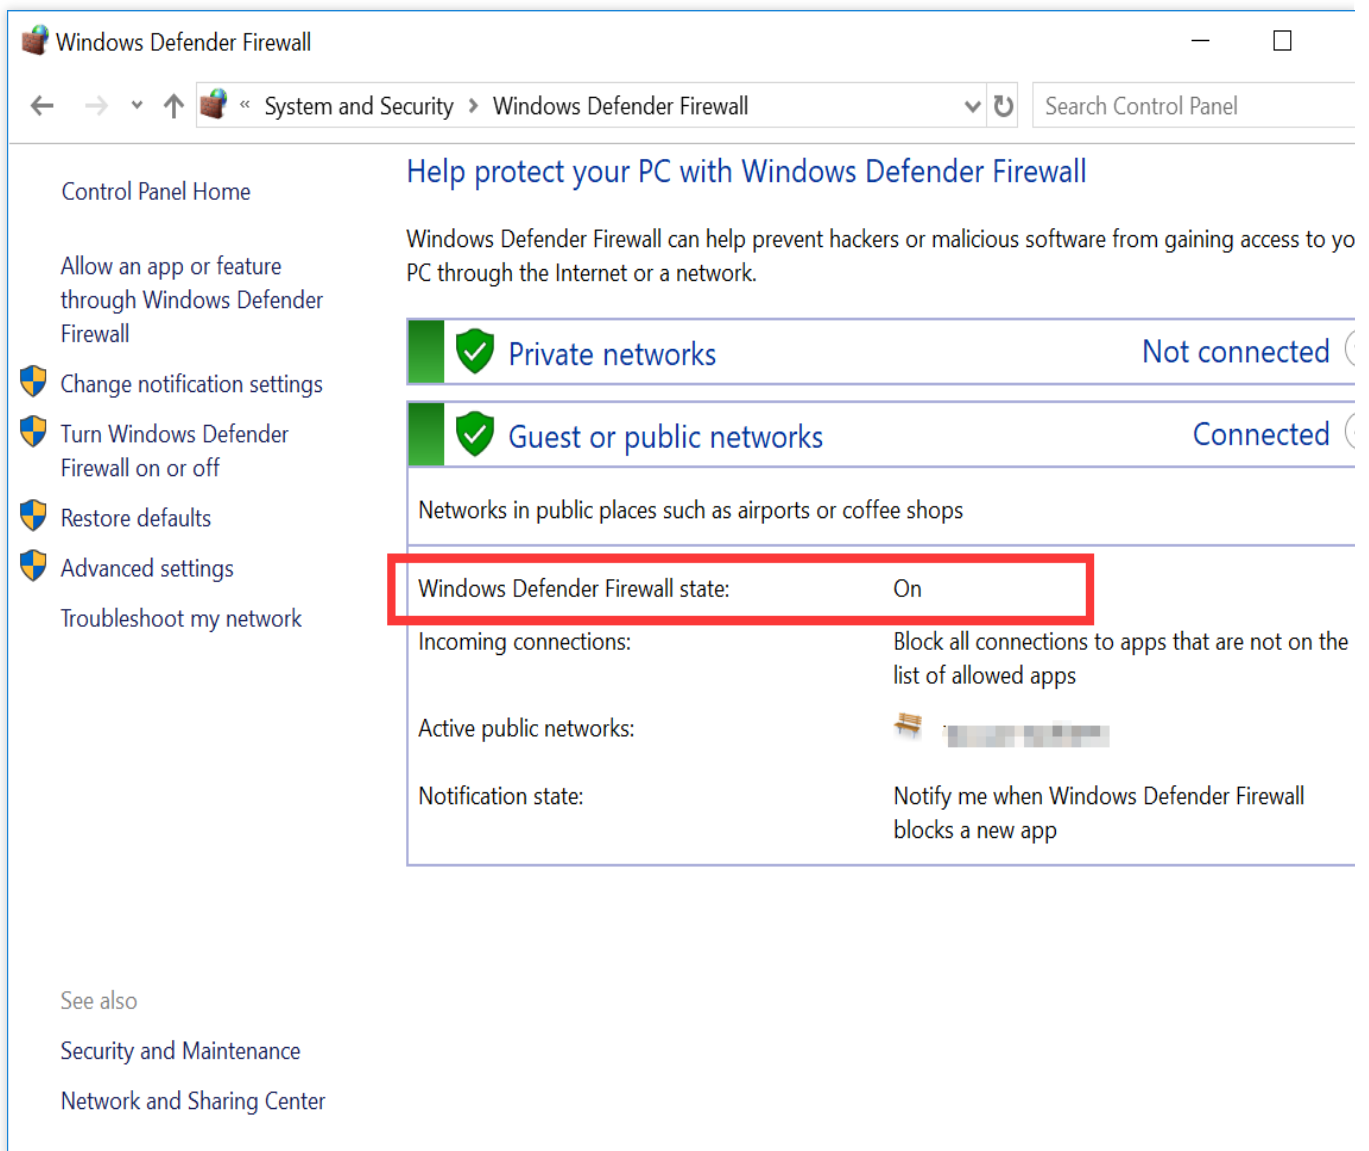 Windows Defender Firewall
« System and Security > Windows Defender Firewall
Search Control Panel
Control Panel Home
Allow an app or feature
through Windows Defender
Firewall
Change notification settings
Turn Windows Defender
Firewall on or off
Restore defaults
Advanced settings
Troubleshoot my network
See also
Security and Maintenance
Network and Sharing Center
Help protect your PC with Windows Defender Firewall
Windows Defender Firewall can help prevent hackers or malicious software from gaining access to yo
PC through the Internet or a network.
Private networks Not connected
Guest or public networks Connected
Networks in public places such as airports or coffee shops
Windows Defender Firewall state: On
Incoming connections: Block all connections to apps that are not on the
list of allowed apps
Active public networks:
Notification state: Notify me when Windows Defender Firewall
blocks a new app